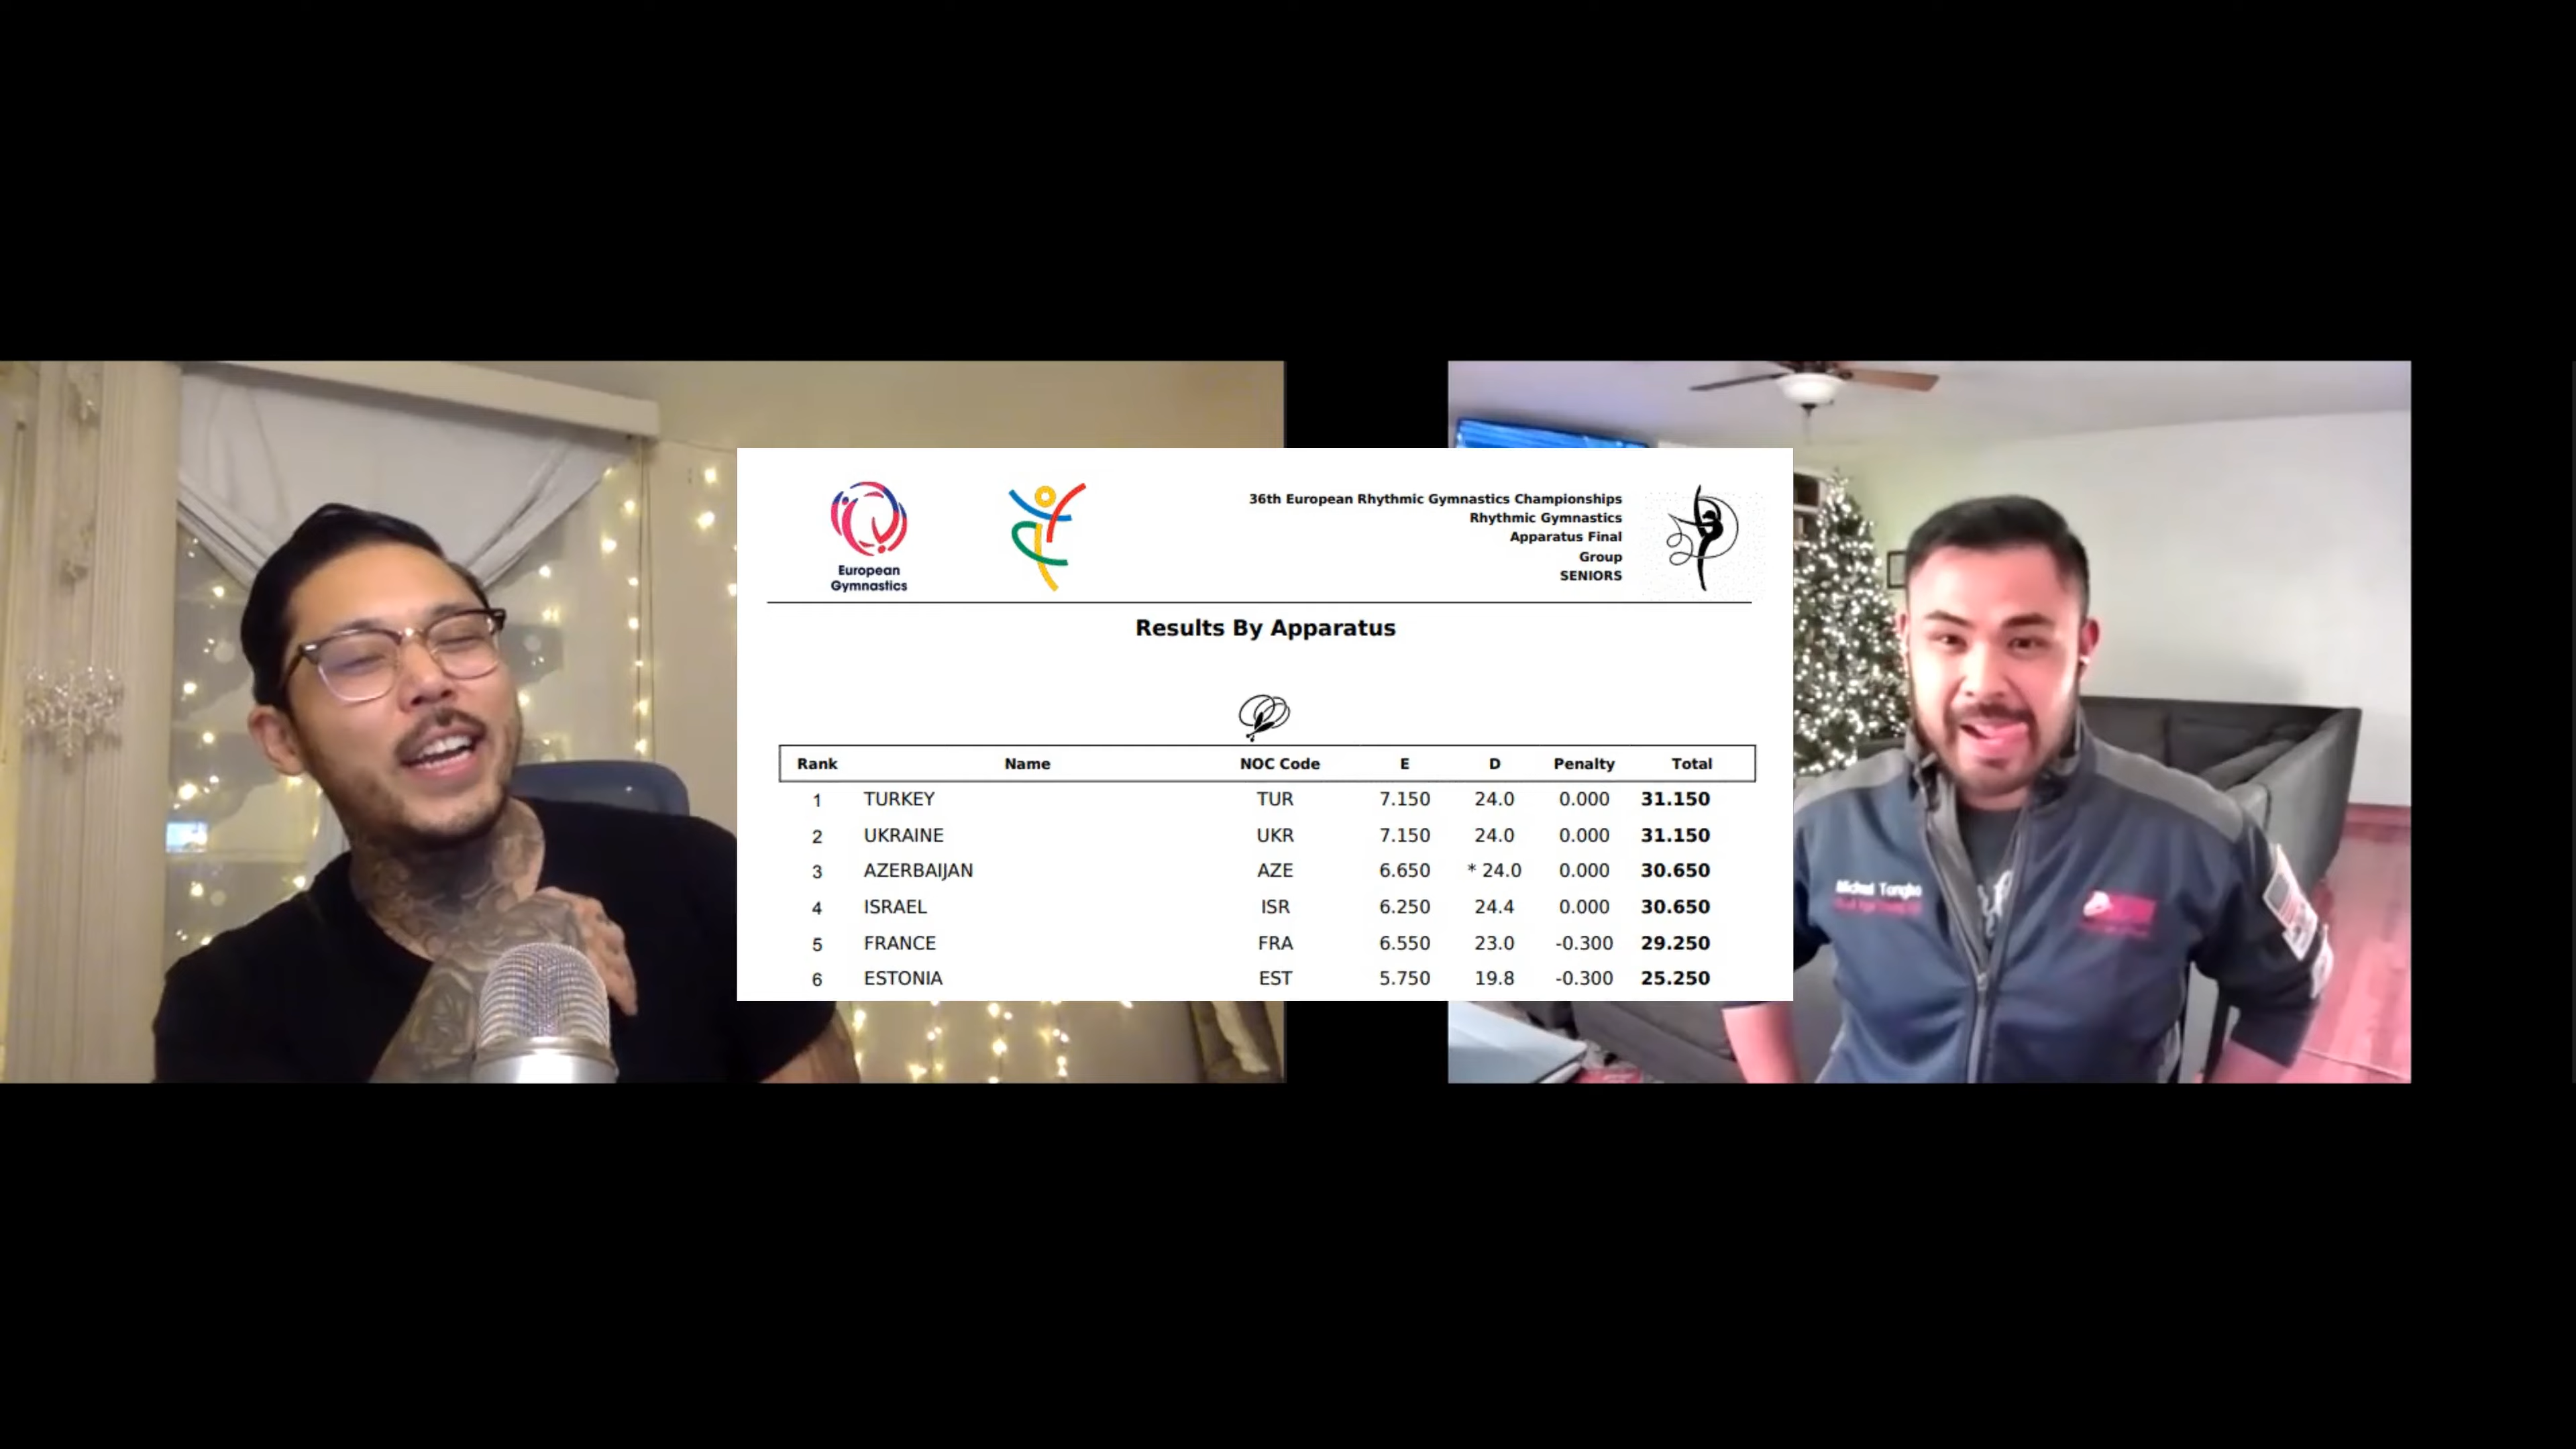 European
Gymnastics
36th European Rhythmic Gymnastics Championships
Rhythmic Gymnastics
Apparatus Final
Group
SENIORS
Results By Apparatus
Rank Name NOC Code E D Penalty Total
1 TURKEY TUR 7.150 24.0 0.000 31.150
2 UKRAINE UKR 7.150 24.0 0.000 31.150
3 AZERBAIJAN AZE 6.650 * 24.0 0.000 30.650
4 ISRAEL ISR 6.250 24.4 0.000 30.650
5 FRANCE FRA 6.550 23.0 -0.300 29.250
6 ESTONIA EST 5.750 19.8 -0.300 25.250